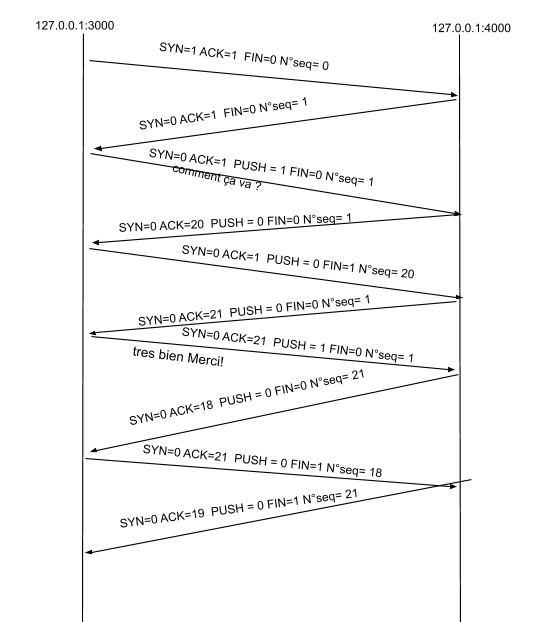 127.0.0.1:3000
127.0.0.1:4000
SYN=1 ACK=1 FIN=0 N°seq= 0
SYN=0 ACK=1 FIN=0 N°seq= 1
SYN=0 ACK=1 PUSH = 1 FIN=0 N°seq= 1
comment ça va ?
SYN=0 ACK=20 PUSH = 0 FIN=0 N°seq= 1
SYN=0 ACK=1 PUSH = 0 FIN=1 N°seq= 20
SYN=0 ACK=21 PUSH = 0 FIN=0 N°seq= 1
SYN=0 ACK=21 PUSH = 1 FIN=0 N°seq= 1
tres bien Merci!
SYN=0 ACK=18 PUSH = 0 FIN=0 N°seq= 21
SYN=0 ACK=21 PUSH = 0 FIN=1 N°seq= 18
SYN=0 ACK=19 PUSH = 0 FIN=1 N°seq= 21